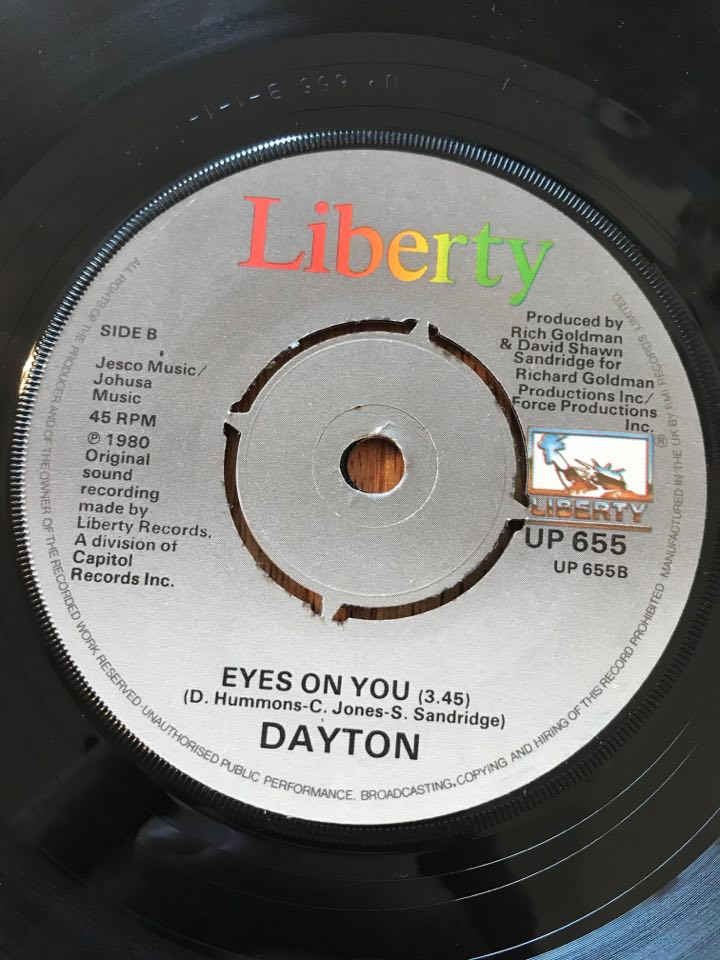 UP 655 B-1-1-
Liberty
SIDE B
Jesco Music/
Johusa
Music
45 RPM
℗ 1980
Original
sound
recording
made by
Liberty Records,
A division of
Capitol
Records Inc.
Produced by
Rich Goldman
& David Shawn
Sandridge for
Richard Goldman
Productions Inc/
Force Productions
Inc.
®
LIBERTY
UP 655
UP 655B
EYES ON YOU (3.45)
(D. Hummons-C. Jones-S. Sandridge)
DAYTON
ALL RIGHTS OF THE PRODUCER AND OF THE OWNER OF THE RECORDED WORK RESERVED·UNAUTHORISED PUBLIC PERFORMANCE, BROADCASTING, COPYING AND HIRING OF THIS RECORD PROHIBITED·MANUFACTURED IN THE UK BY EMI RECORDS LIMITED